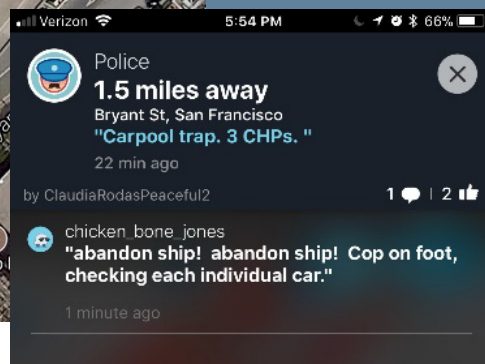 Verizon 5:54 PM 66%
Police
1.5 miles away
Bryant St, San Francisco
"Carpool trap. 3 CHPs. "
22 min ago
by ClaudiaRodasPeaceful2 1 | 2
chicken_bone_jones
"abandon ship! abandon ship! Cop on foot,
checking each individual car."
1 minute ago